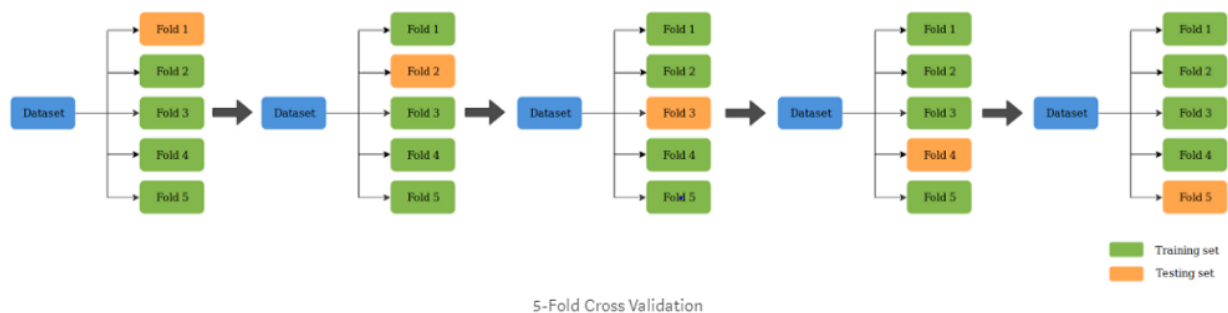 Dataset
Fold 1
Fold 2
Fold 3
Fold 4
Fold 5
Dataset
Fold 1
Fold 2
Fold 3
Fold 4
Fold 5
Dataset
Fold 1
Fold 2
Fold 3
Fold 4
Fold 5
Dataset
Fold 1
Fold 2
Fold 3
Fold 4
Fold 5
Dataset
Fold 1
Fold 2
Fold 3
Fold 4
Fold 5
Training set
Testing set
5-Fold Cross Validation